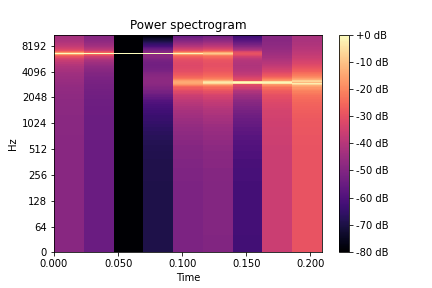 Power spectrogram
8192
4096
2048
1024
512
256
128
64
0
Hz
0.000 0.050 0.100 0.150 0.200
Time
+0 dB
-10 dB
-20 dB
-30 dB
-40 dB
-50 dB
-60 dB
-70 dB
-80 dB